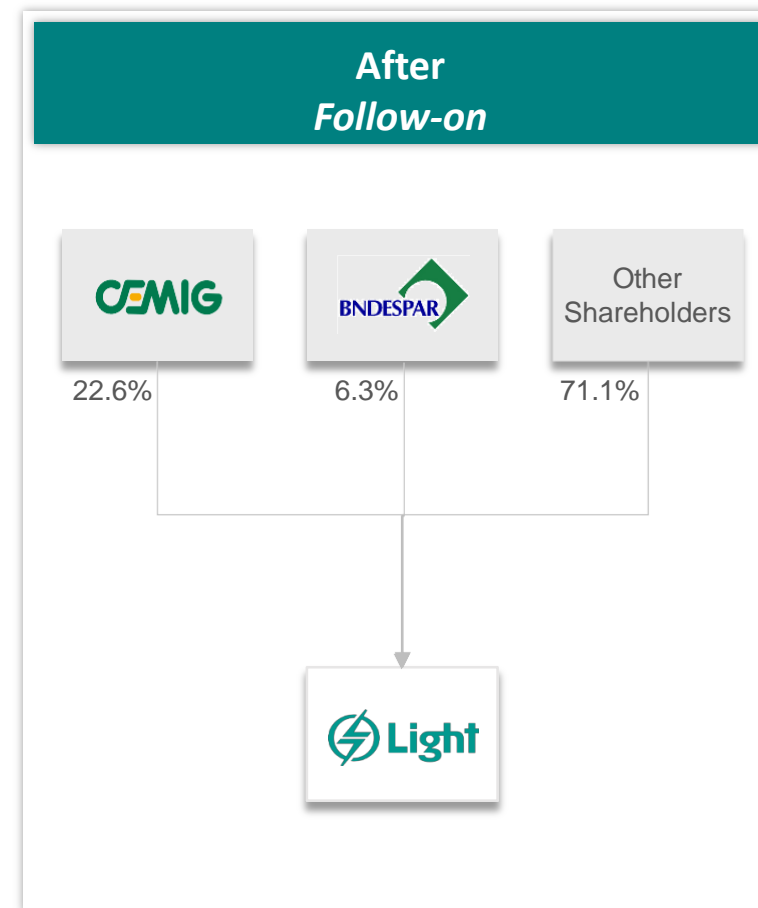 After
Follow-on
CEMIG
BNDESPAR
Other
Shareholders
22.6%
6.3%
71.1%
Light